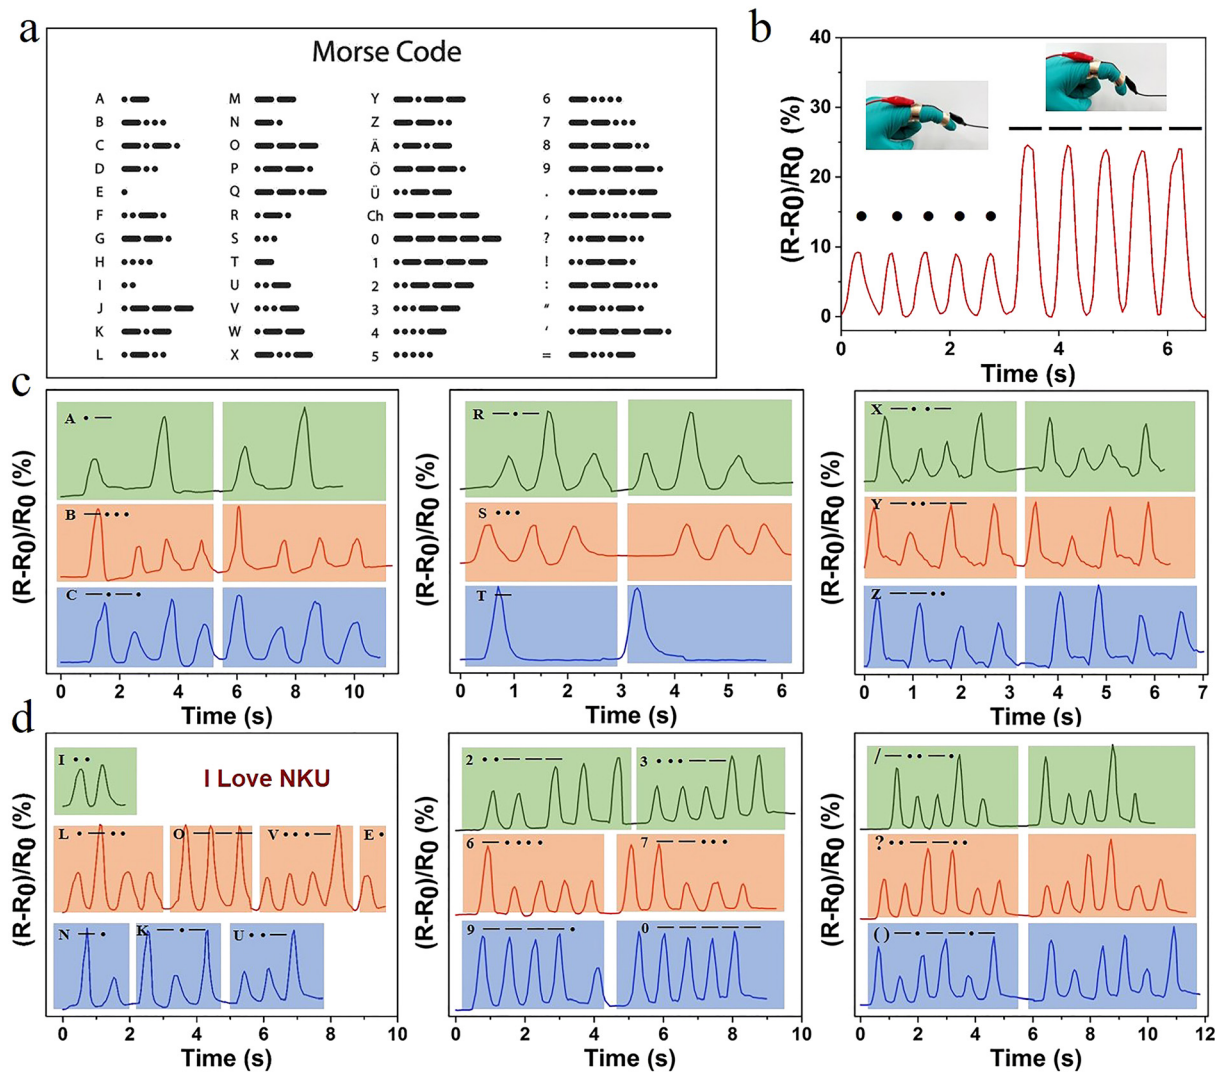 a
Morse Code
A M Y 6
B N Z 7
C O Ä 8
D P Ö 9
E Q Ü .
F R Ch ,
G S 0 ?
H T 1 !
I U 2 :
J V 3 “
K W 4 ‘
L X 5 =
b
(R-R0)/R0 (%)
40
30
20
10
0
0 2 4 6
Time (s)
c
(R-R0)/R0 (%)
A • —
B — • • •
C — • — •
0 2 4 6 8 10
Time (s)
(R-R0)/R0 (%)
R — • —
S • • •
T —
0 1 2 3 4 5 6
Time (s)
(R-R0)/R0 (%)
X — • • —
Y — • — —
Z — — • •
0 1 2 3 4 5 6 7
Time (s)
d
(R-R0)/R0 (%)
I • •
I Love NKU
L • — • • O — — — V • • • — E •
N — • K — • — U • • —
0 2 4 6 8 10
Time (s)
(R-R0)/R0 (%)
2 • • — — — 3 • • • — —
6 — • • • • 7 — — • • •
9 — — — — • 0 — — — — —
0 2 4 6 8 10
Time (s)
(R-R0)/R0 (%)
/ — • • — •
? • • — — • •
( ) — • — — • —
0 2 4 6 8 10 12
Time (s)